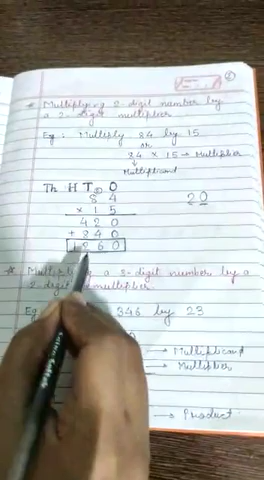 * Multiplying 2-digit number by
a 2-digit multiplier
Eg : Multiply 84 by 15
or
84 × 15 → Multiplier
↓
Multiplicand
Th H T O
84
× 1 5
4 2 0
20
+ 8 4 0
1 2 6 0
* Multiplying a 3-digit number by a
2-digit multiplier
Eg 346 by 23
→ Multiplicand
→ Multiplier
→ Product